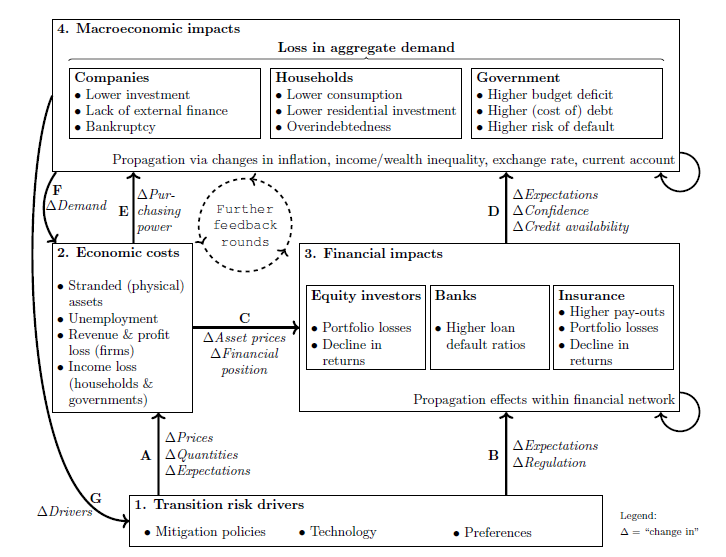 4. Macroeconomic impacts
Loss in aggregate demand
Companies
• Lower investment
• Lack of external finance
• Bankruptcy
Households
• Lower consumption
• Lower residential investment
• Overindebtedness
Government
• Higher budget deficit
• Higher (cost of) debt
• Higher risk of default
Propagation via changes in inflation, income/wealth inequality, exchange rate, current account
F
ΔDemand
E
ΔPur-
chasing
power
Further
feedback
rounds
D
ΔExpectations
ΔConfidence
ΔCredit availability
2. Economic costs
• Stranded (physical)
assets
• Unemployment
• Revenue & profit
loss (firms)
• Income loss
(households &
governments)
C
ΔAsset prices
ΔFinancial
position
3. Financial impacts
Equity investors
• Portfolio losses
• Decline in
returns
Banks
• Higher loan
default ratios
Insurance
• Higher pay-outs
• Portfolio losses
• Decline in
returns
Propagation effects within financial network
A
ΔPrices
ΔQuantities
ΔExpectations
B
ΔExpectations
ΔRegulation
G
ΔDrivers
1. Transition risk drivers
• Mitigation policies
• Technology
• Preferences
Legend:
Δ = “change in”